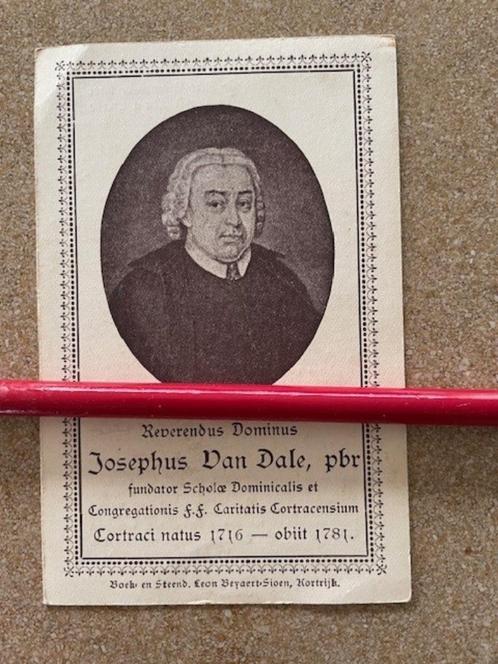 Reverendus Dominus
Josephus Van Dale, pbr
fundator Scholæ Dominicalis et
Congregationis F.F. Caritatis Cortracensium
Cortraci natus 1716 — obiit 1781.
Boek- en Steend. Leon Beyaert-Sioen, Kortrijk.